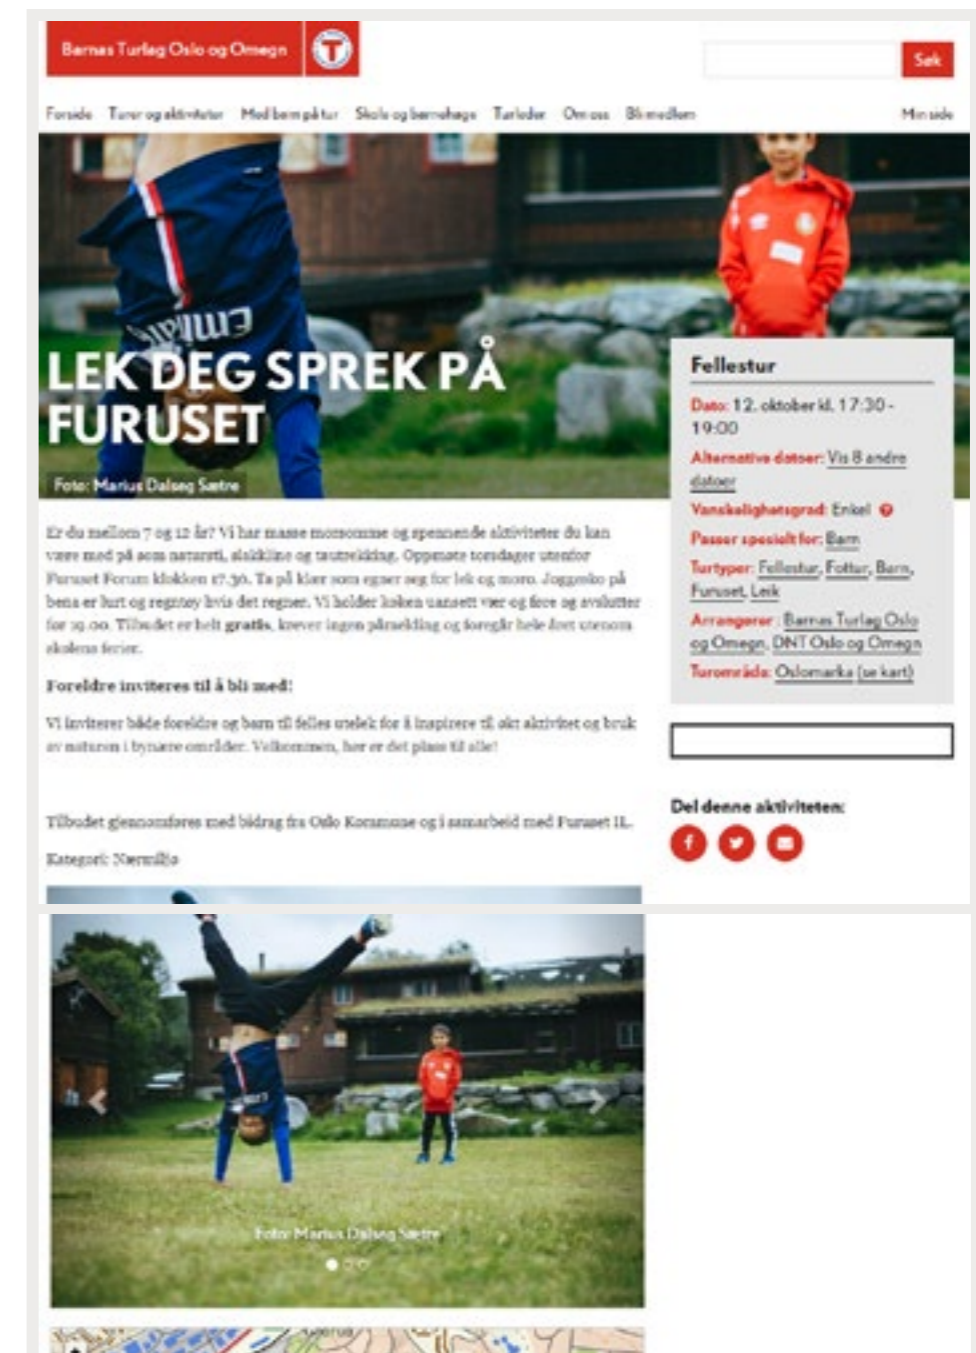 Barnas Turlag Oslo og Omegn
Søk
Forside Turer og aktiviteter Med barn på tur Skole og barnehage Turleder Om oss Bli medlem Min side
LEK DEG SPREK PÅ
FURUSET
Foto: Marius Dalseg Sætre
Fellestur
Dato: 12. oktober kl. 17:30 -
19:00
Alternative datoer: Vis 8 andre
datoer
Vanskelighetsgrad: Enkel
Passer spesielt for: Barn
Turtyper: Fellestur, Fottur, Barn,
Furuset, Leik
Arrangører : Barnas Turlag Oslo
og Omegn, DNT Oslo og Omegn
Turområde: Oslomarka (se kart)
Del denne aktiviteten:
Er du mellom 7 og 12 år? Vi har masse morsomme og spennende aktiviteter du kan
være med på som natursti, slakkline og tautrekking. Oppmøte torsdager utenfor
Furuset Forum klokken 17.30. Ta på klær som egner seg for lek og moro. Joggesko på
bena er lurt og regntøy hvis det regner. Vi holder koken uansett vær og føre og avslutter
før 19.00. Tilbudet er helt gratis, krever ingen påmelding og foregår hele året utenom
skolens ferier.
Foreldre inviteres til å bli med!
Vi inviterer både foreldre og barn til felles utelek for å inspirere til økt aktivitet og bruk
av naturen i bynære områder. Velkommen, her er det plass til alle!
Tilbudet gjennomføres med bidrag fra Oslo Kommune og i samarbeid med Furuset IL.
Kategori: Nærmiljø
Emirates
Foto: Marius Dalseg Sætre